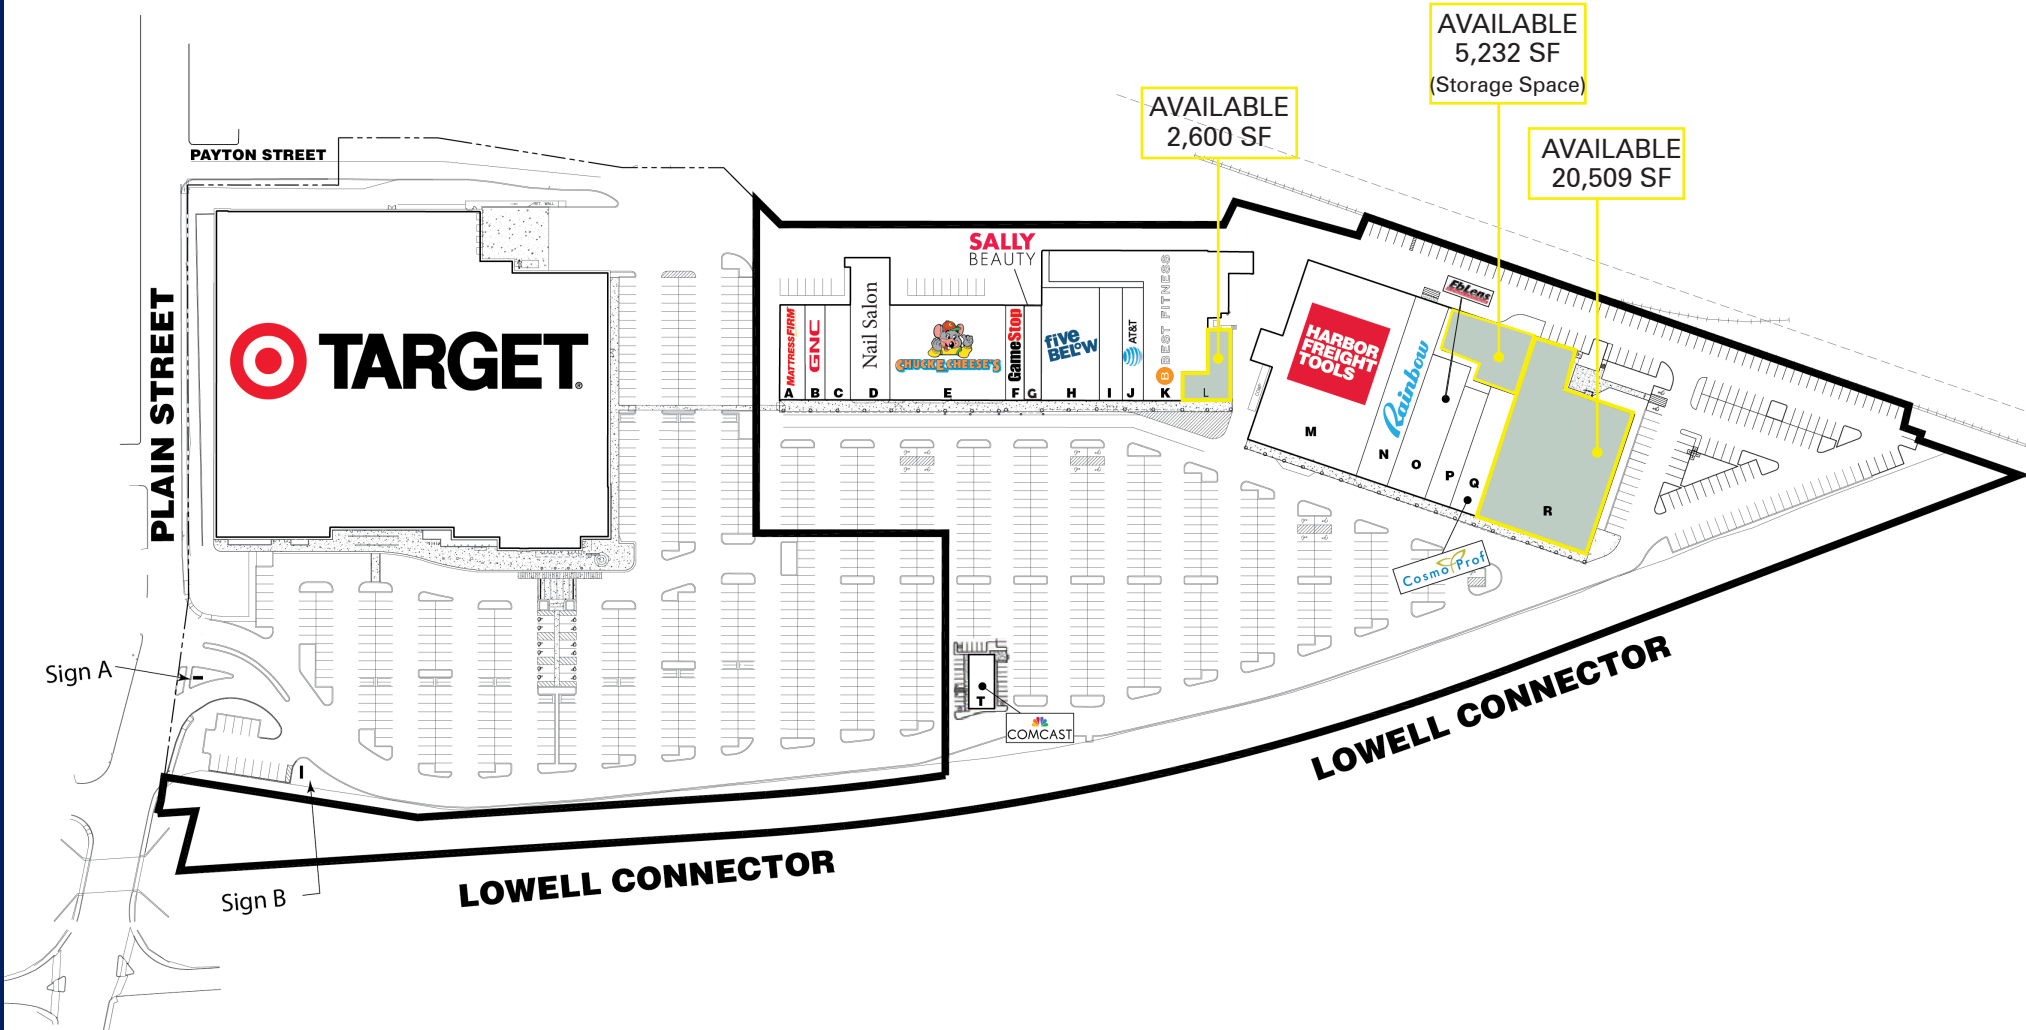 AVAILABLE
5,232 SF
(Storage Space)
AVAILABLE
2,600 SF
AVAILABLE
20,509 SF
PAYTON STREET
PLAIN STREET
TARGET
SALLY
BEAUTY
MATTRESSFIRM
GNC
Nail Salon
CHUCK E. CHEESE'S
GameStop
five
BELOW
AT&T
B BEST FITNESS
A
B
C
D
E
F
G
H
I
J
K
L
HARBOR
FREIGHT
TOOLS
Rainbow
EbLens
M
N
O
P
Q
R
CosmoProf
T
COMCAST
Sign A
Sign B
LOWELL CONNECTOR
LOWELL CONNECTOR